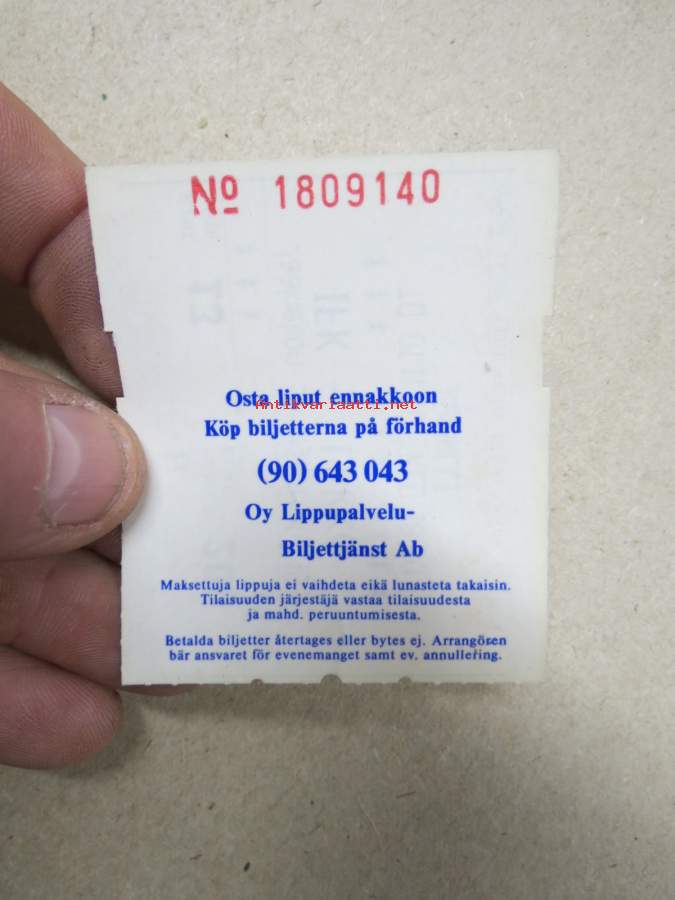 Nº 1809140
Osta liput ennakkoon
Antikvariaatti.net
Köp biljetterna på förhand
(90) 643 043
Oy Lippupalvelu-
Biljettjänst Ab
Maksettuja lippuja ei vaihdeta eikä lunasteta takaisin.
Tilaisuuden järjestäjä vastaa tilaisuudesta
ja mahd. peruuntumisesta.
Betalda biljetter återtages eller bytes ej. Arrangören
bär ansvaret för evenemanget samt ev. annullering.